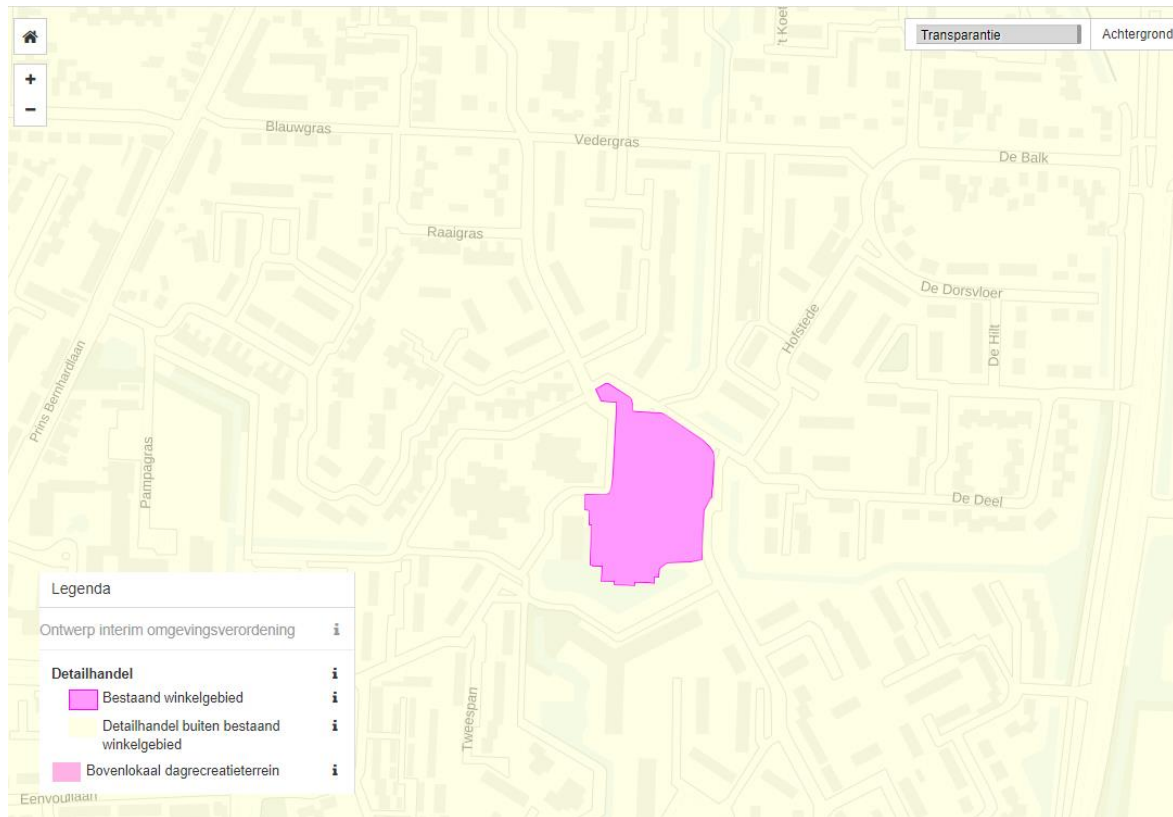 't Koet
Transparantie
Achtergrond
+
−
Blauwgras
Vedergras
De Balk
Raaigras
De Dorsvloer
Hofstede
De Hilt
Prins Bernhardlaan
Pampagras
De Deel
Legenda
Ontwerp interim omgevingsverordening i
Detailhandel i
Bestaand winkelgebied i
Detailhandel buiten bestaand i
winkelgebied
Bovenlokaal dagrecreatieterrein i
Tweespan
Eenvoudlaan